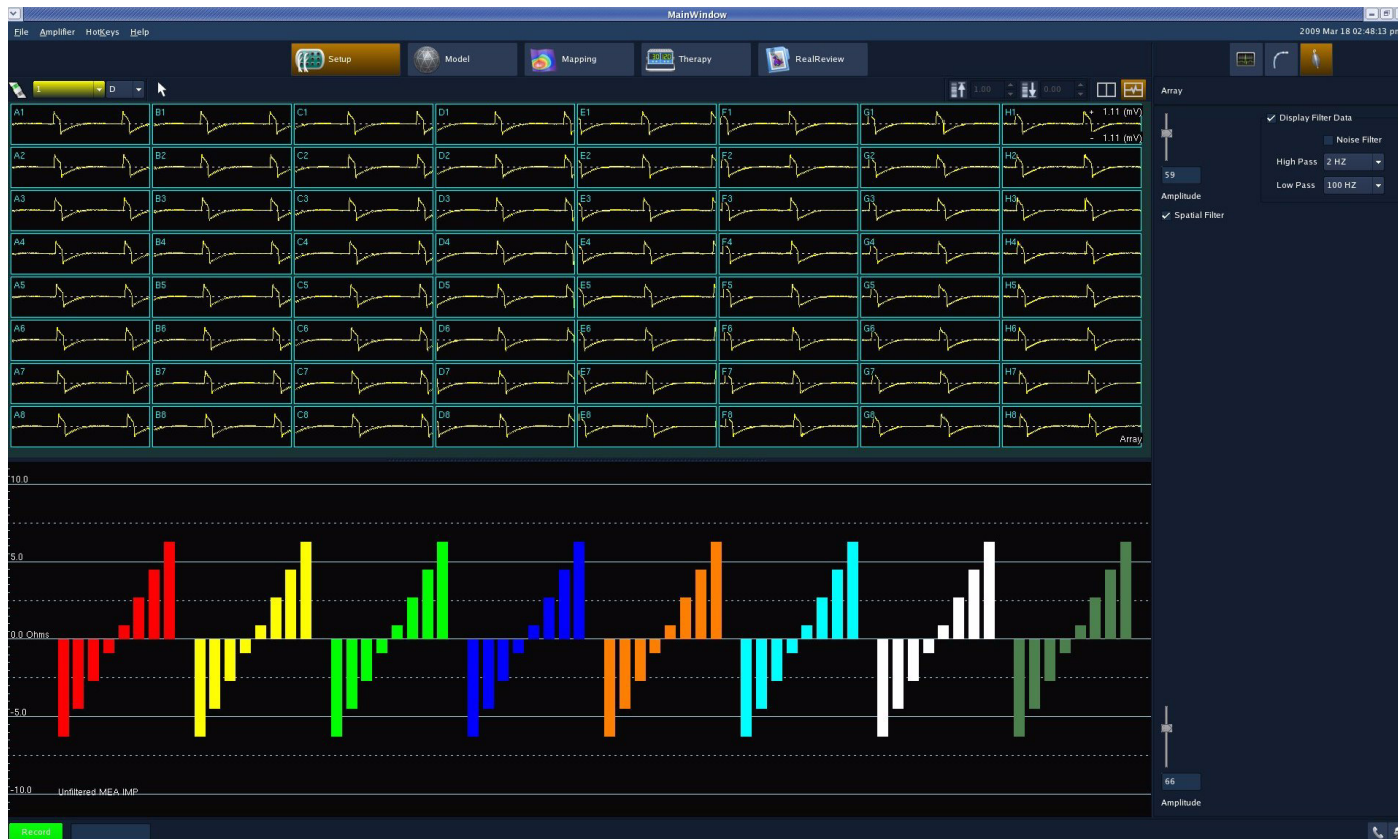 MainWindow
File Amplifier HotKeys Help
2009 Mar 18 02:48:13 pm
Setup Model Mapping Therapy RealReview
1 D 1.00 0.00
Array
A1 B1 C1 D1 E1 F1 G1 H1 + 1.11 (mV)
- 1.11 (mV)
A2 B2 C2 D2 E2 F2 G2 H2
A3 B3 C3 D3 E3 F3 G3 H3
A4 B4 C4 D4 E4 F4 G4 H4
A5 B5 C5 D5 E5 F5 G5 H5
A6 B6 C6 D6 E6 F6 G6 H6
A7 B7 C7 D7 E7 F7 G7 H7
A8 B8 C8 D8 E8 F8 G8 H8
Array
Display Filter Data
Noise Filter
High Pass 2 HZ
Low Pass 100 HZ
59
Amplitude
Spatial Filter
10.0
5.0
0.0 Ohms
-5.0
-10.0
Unfiltered MEA IMP
66
Amplitude
Record